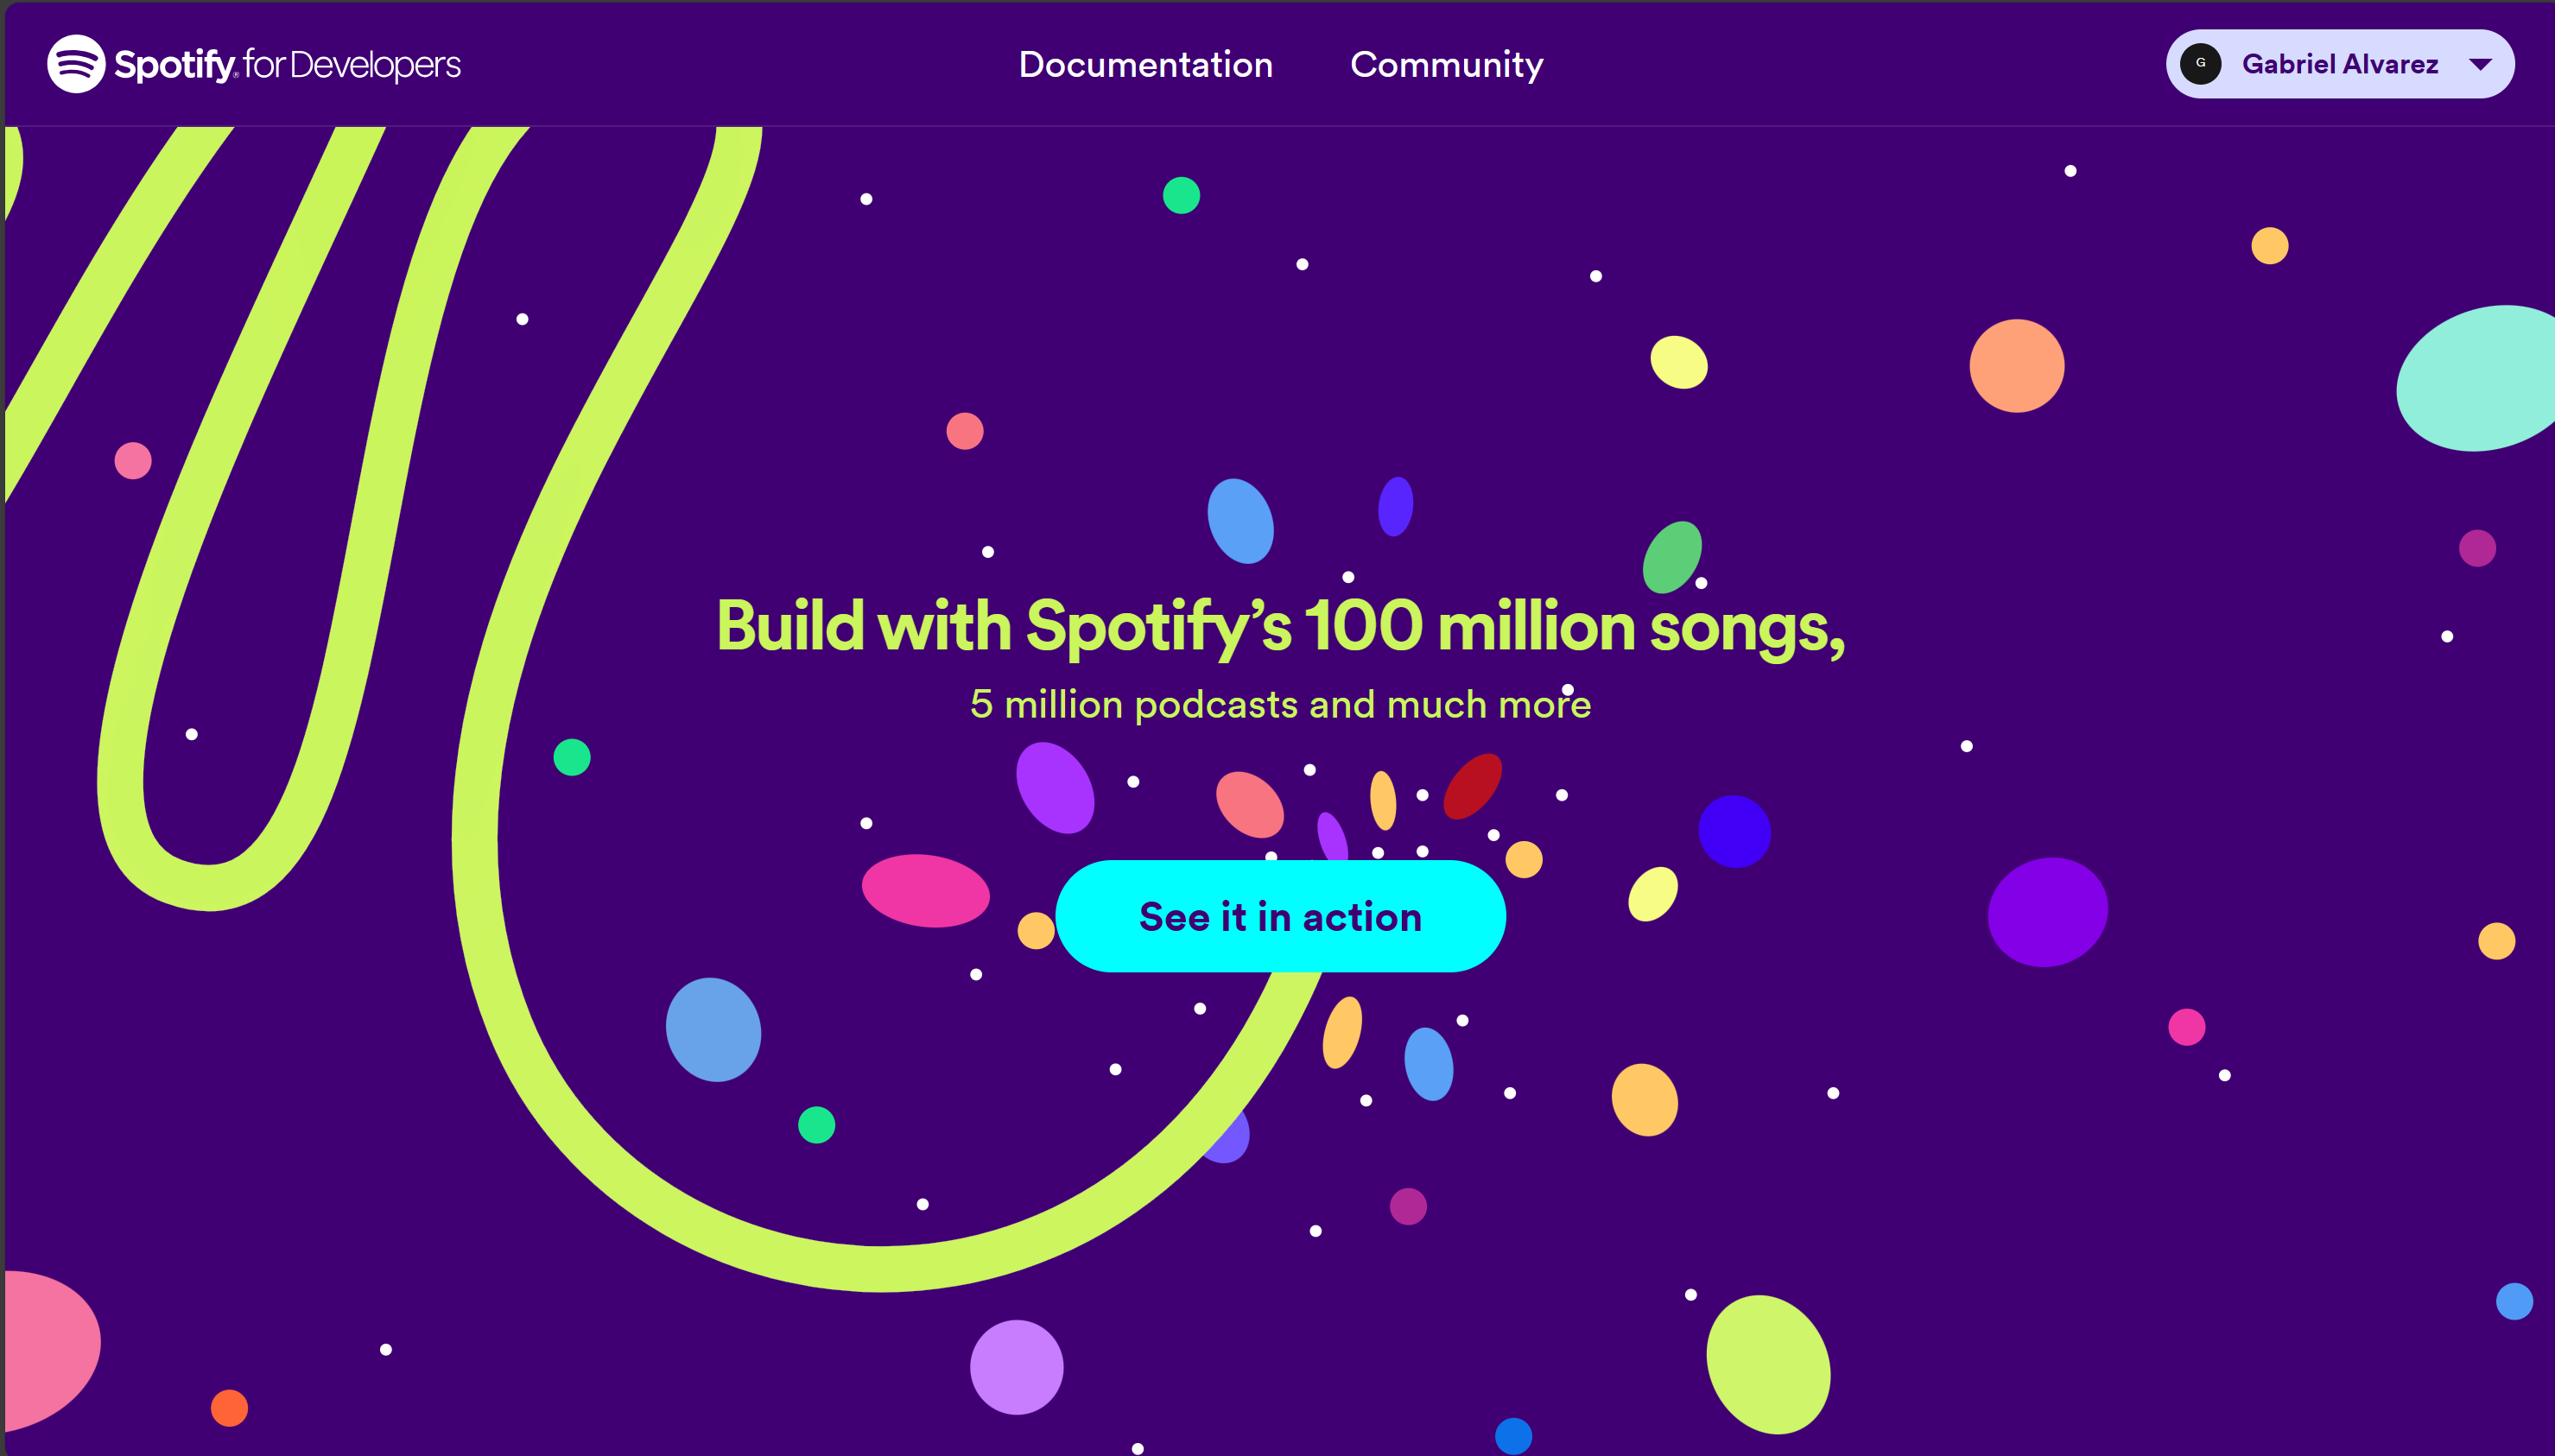 Spotify® for Developers
Documentation
Community
G
Gabriel Alvarez
Build with Spotify’s 100 million songs,
5 million podcasts and much more
See it in action